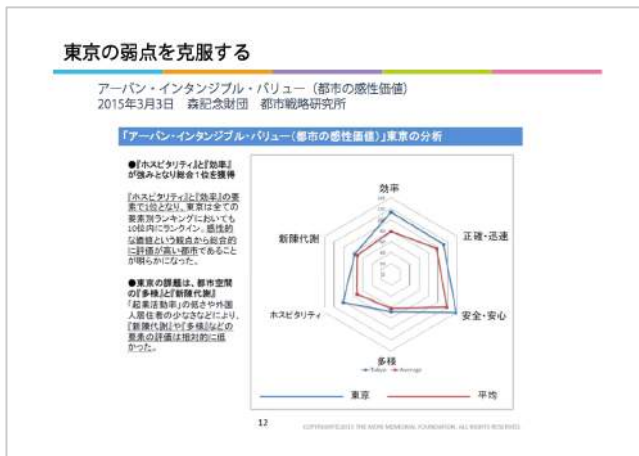 東京の弱点を克服する
アーバン・インタンジブル・バリュー（都市の感性価値）
2015年3月3日　森記念財団　都市戦略研究所
「アーバン・インタンジブル・バリュー(都市の感性価値)」東京の分析
●『ホスピタリティ』と『効率』
が強みとなり総合1位を獲得
『ホスピタリティ』と『効率』の要
素で1位となり、東京は全ての
要素別ランキングにおいても
10位内にランクイン。感性的
な価値という観点から総合的
に評価が高い都市であること
が明らかになった。
●東京の課題は、都市空間
の『多様』と『新陳代謝』
「起業活動率」の低さや外国
人居住者の少なさなどにより、
『新陳代謝』や『多様』などの
要素の評価は相対的に低
かった。
効率
正確・迅速
安全・安心
多様
ホスピタリティ
新陳代謝
Tokyo Average
東京
平均
12
COPYRIGHT©2015 THE MORI MEMORIAL FOUNDATION. ALL RIGHTS RESERVED.